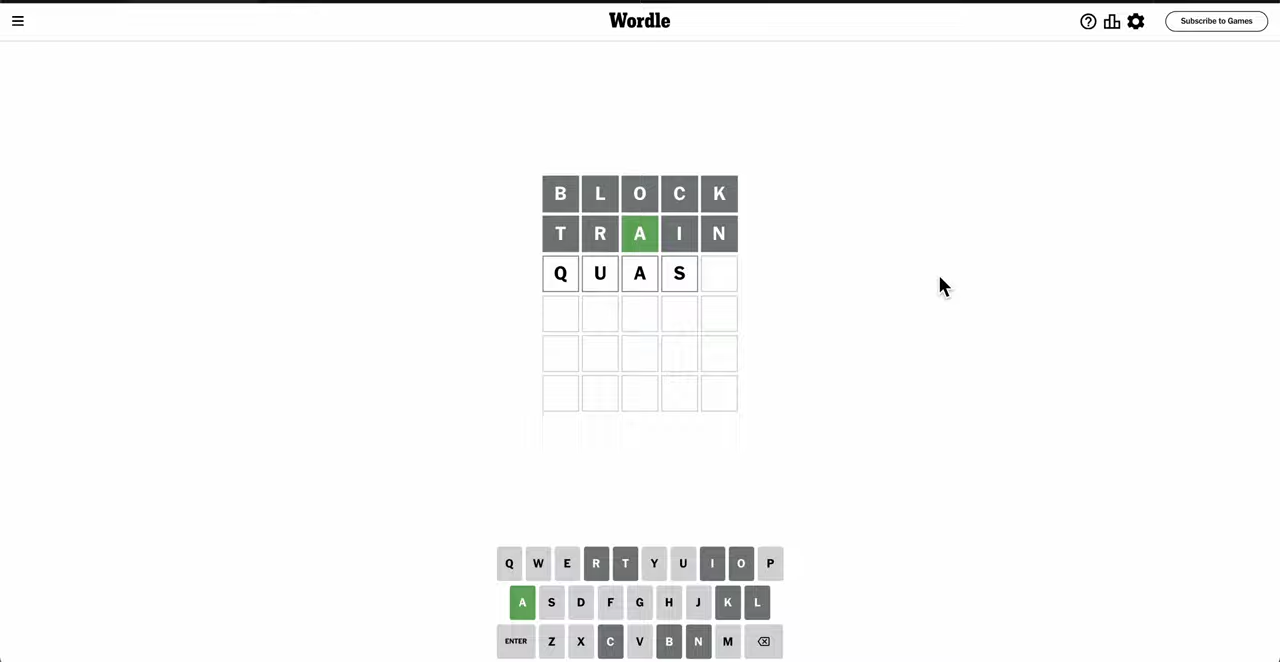 Wordle
Subscribe to Games
B L O C K
T R A I N
Q U A S
Q W E R T Y U I O P
A S D F G H J K L
ENTER Z X C V B N M